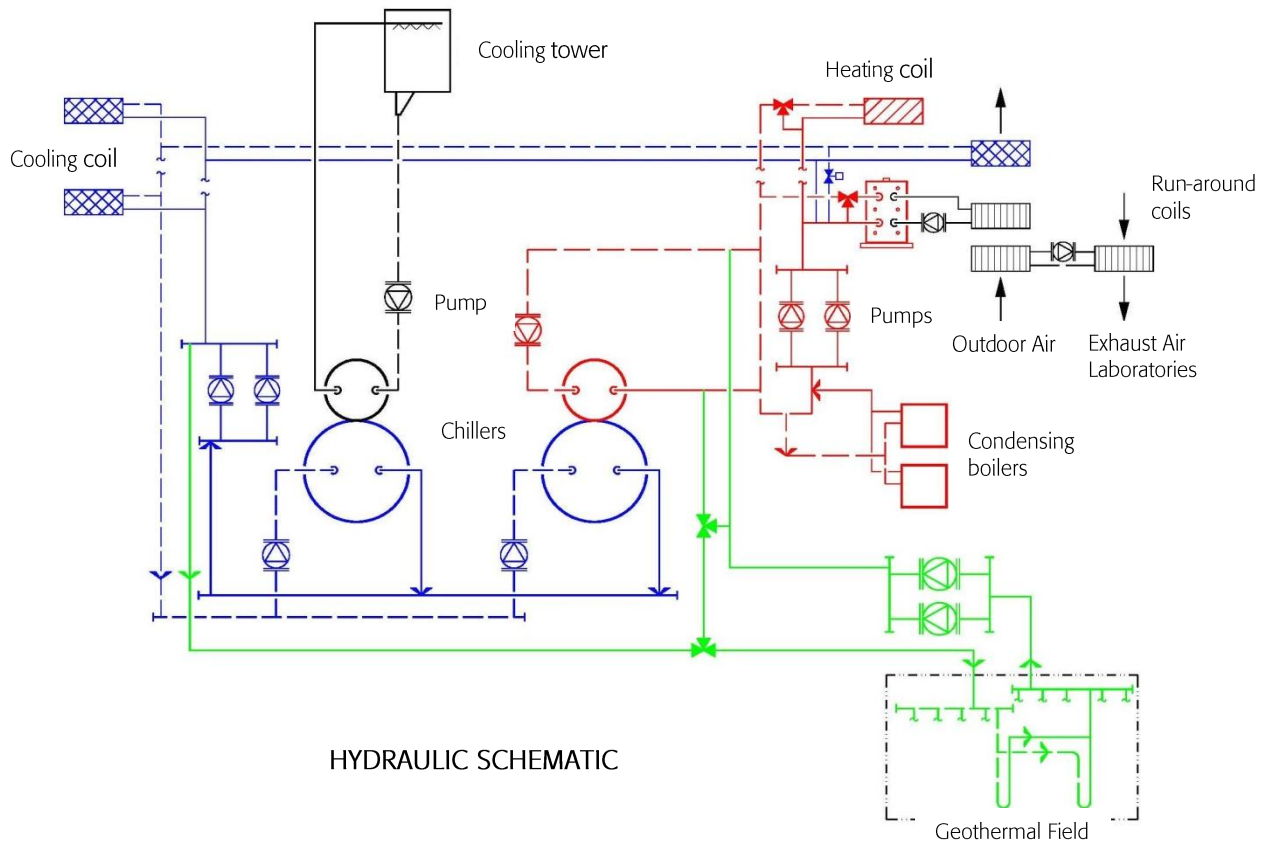 Cooling tower
Heating coil
Cooling coil
Run-around
coils
Pump
Pumps
Outdoor Air
Exhaust Air
Laboratories
Chillers
Condensing
boilers
HYDRAULIC SCHEMATIC
Geothermal Field